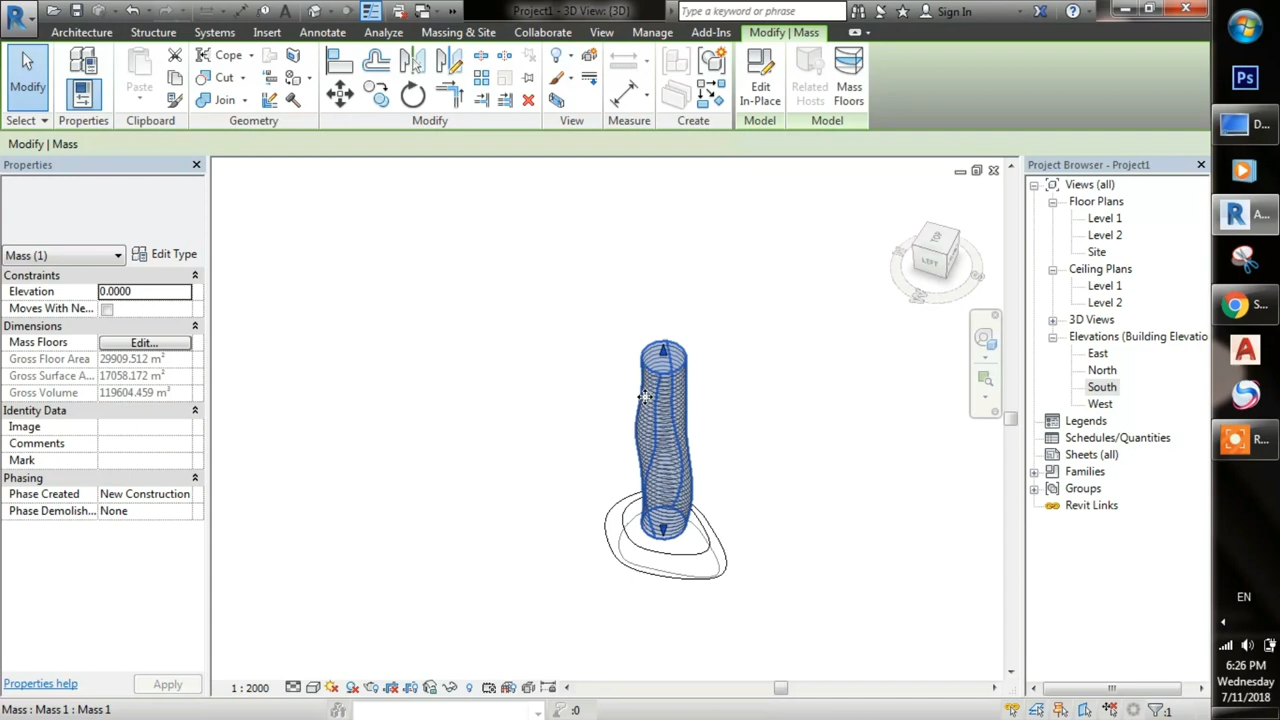 Project1 - 3D View: {3D}
Type a keyword or phrase
Sign In
Architecture Structure Systems Insert Annotate Analyze Massing & Site Collaborate View Manage Add-Ins Modify | Mass
Modify
Paste
Cope
Cut
Join
Edit
In-Place
Related
Hosts
Mass
Floors
Select Properties Clipboard Geometry Modify View Measure Create Model Model
Modify | Mass
Properties
Mass (1)
Edit Type
Constraints
Elevation 0.0000
Moves With Ne...
Dimensions
Mass Floors Edit...
Gross Floor Area 29909.512 m²
Gross Surface A... 17058.172 m²
Gross Volume 119604.459 m³
Identity Data
Image
Comments
Mark
Phasing
Phase Created New Construction
Phase Demolish... None
Properties help
Apply
TOP
LEFT
1 : 2000
Project Browser - Project1
Views (all)
Floor Plans
Level 1
Level 2
Site
Ceiling Plans
Level 1
Level 2
3D Views
Elevations (Building Elevatio
East
North
South
West
Legends
Schedules/Quantities
Sheets (all)
Families
Groups
Revit Links
Mass : Mass 1 : Mass 1
:0
:1
Ps
D...
A...
S...
R...
EN
6:26 PM
Wednesday
7/11/2018